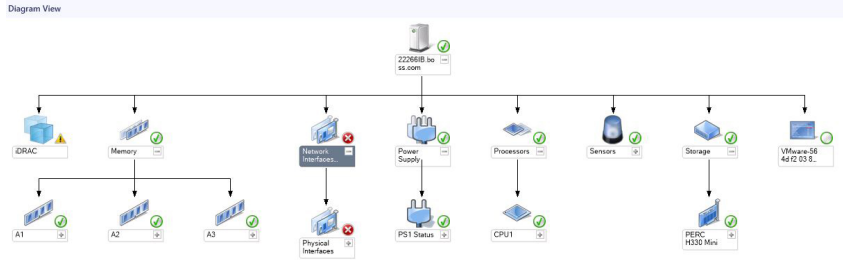 Diagram View
22266IB.bo
ss.com
iDRAC
Memory
Network
Interfaces...
Power
Supply
Processors
Sensors
Storage
VMware-56
4d f2 03 8...
A1
A2
A3
Physical
Interfaces
PS1 Status
CPU1
PERC
H330 Mini